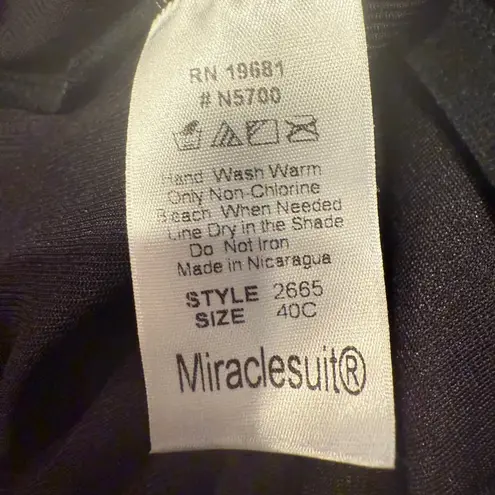 RN 19681
# N5700
Hand Wash Warm
Only Non-Chlorine
Bleach When Needed
Line Dry in the Shade
Do Not Iron
Made in Nicaragua
STYLE 2665
SIZE 40C
Miraclesuit®